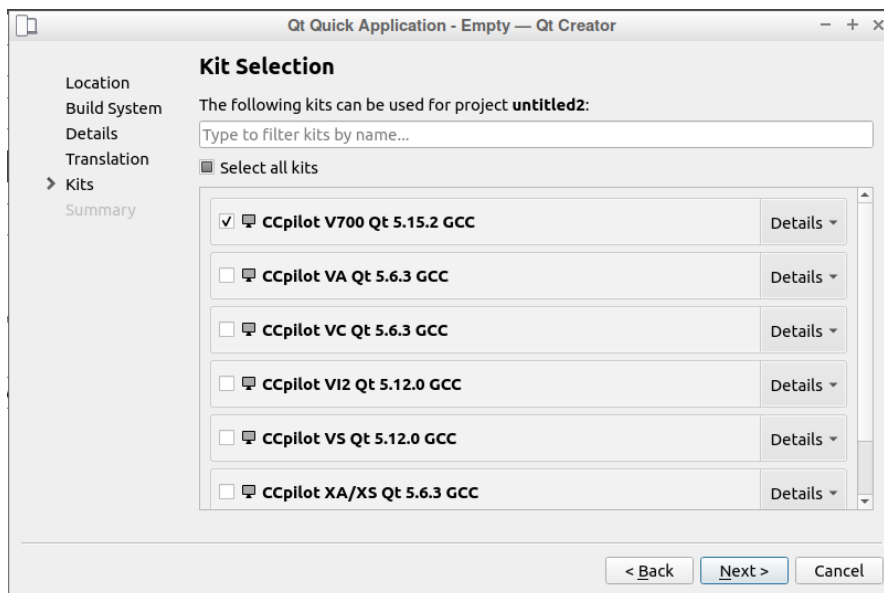 Qt Quick Application - Empty — Qt Creator
Location
Build System
Details
Translation
Kits
Summary
Kit Selection
The following kits can be used for project untitled2:
Type to filter kits by name...
Select all kits
CCpilot V700 Qt 5.15.2 GCC Details
CCpilot VA Qt 5.6.3 GCC Details
CCpilot VC Qt 5.6.3 GCC Details
CCpilot VI2 Qt 5.12.0 GCC Details
CCpilot VS Qt 5.12.0 GCC Details
CCpilot XA/XS Qt 5.6.3 GCC Details
< Back Next > Cancel